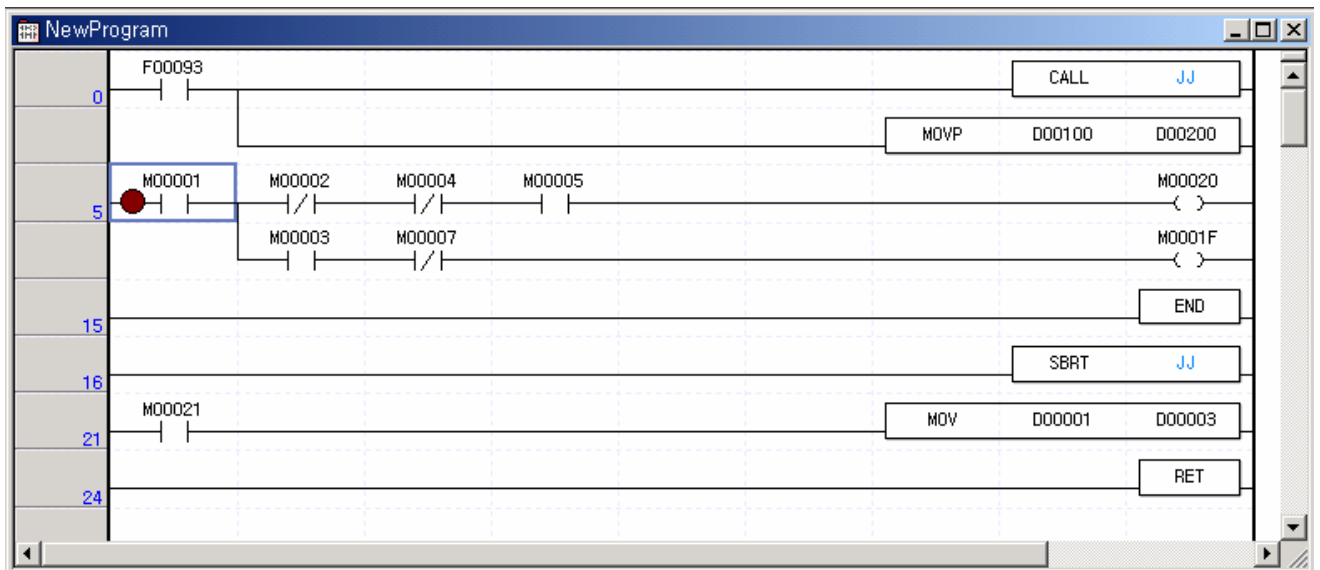 NewProgram
F00093
0
CALL JJ
MOVP D00100 D00200
M00001 M00002 M00004 M00005 M00020
5
M00003 M00007 M0001F
END
15
SBRT JJ
16
M00021
MOV D00001 D00003
21
RET
24